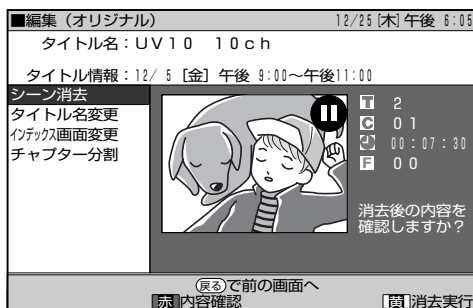 ■編集（オリジナル） 12/25[木]午後 6:05
タイトル名：ＵＶ１０　１０ｃｈ
タイトル情報：12/ 5 [金] 午後 9:00～午後11:00
シーン消去
タイトル名変更
ｲﾝﾃﾞｯｸｽ画面変更
チャプター分割
T 2
C 01
00:07:30
F 00
消去後の内容を
確認しますか？
戻るで前の画面へ
赤 内容確認 黄 消去実行